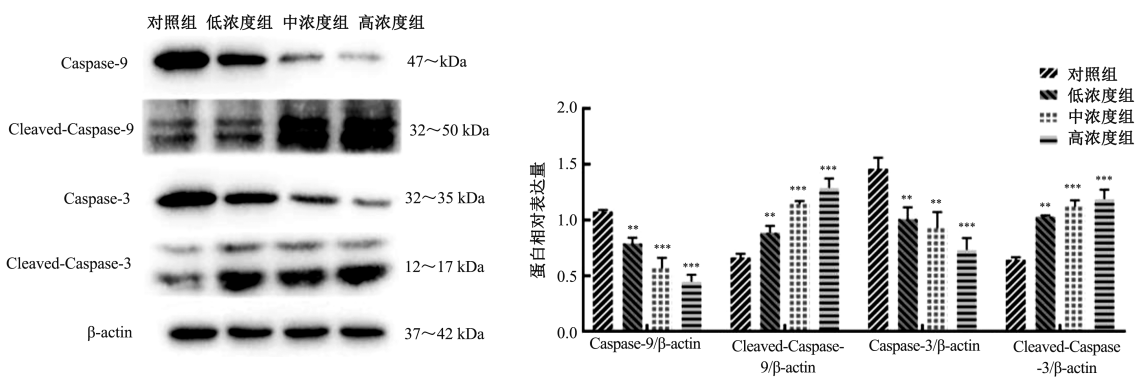 对照组 低浓度组 中浓度组 高浓度组
Caspase-9 47～kDa
Cleaved-Caspase-9 32～50 kDa
Caspase-3 32～35 kDa
Cleaved-Caspase-3 12～17 kDa
β-actin 37～42 kDa
对照组
低浓度组
中浓度组
高浓度组
蛋白相对表达量
2.0
1.5
1.0
0.5
0.0
** *** ***
** *** ***
** ** ***
** *** ***
Caspase-9/β-actin
Cleaved-Caspase-
9/β-actin
Caspase-3/β-actin
Cleaved-Caspase
-3/β-actin